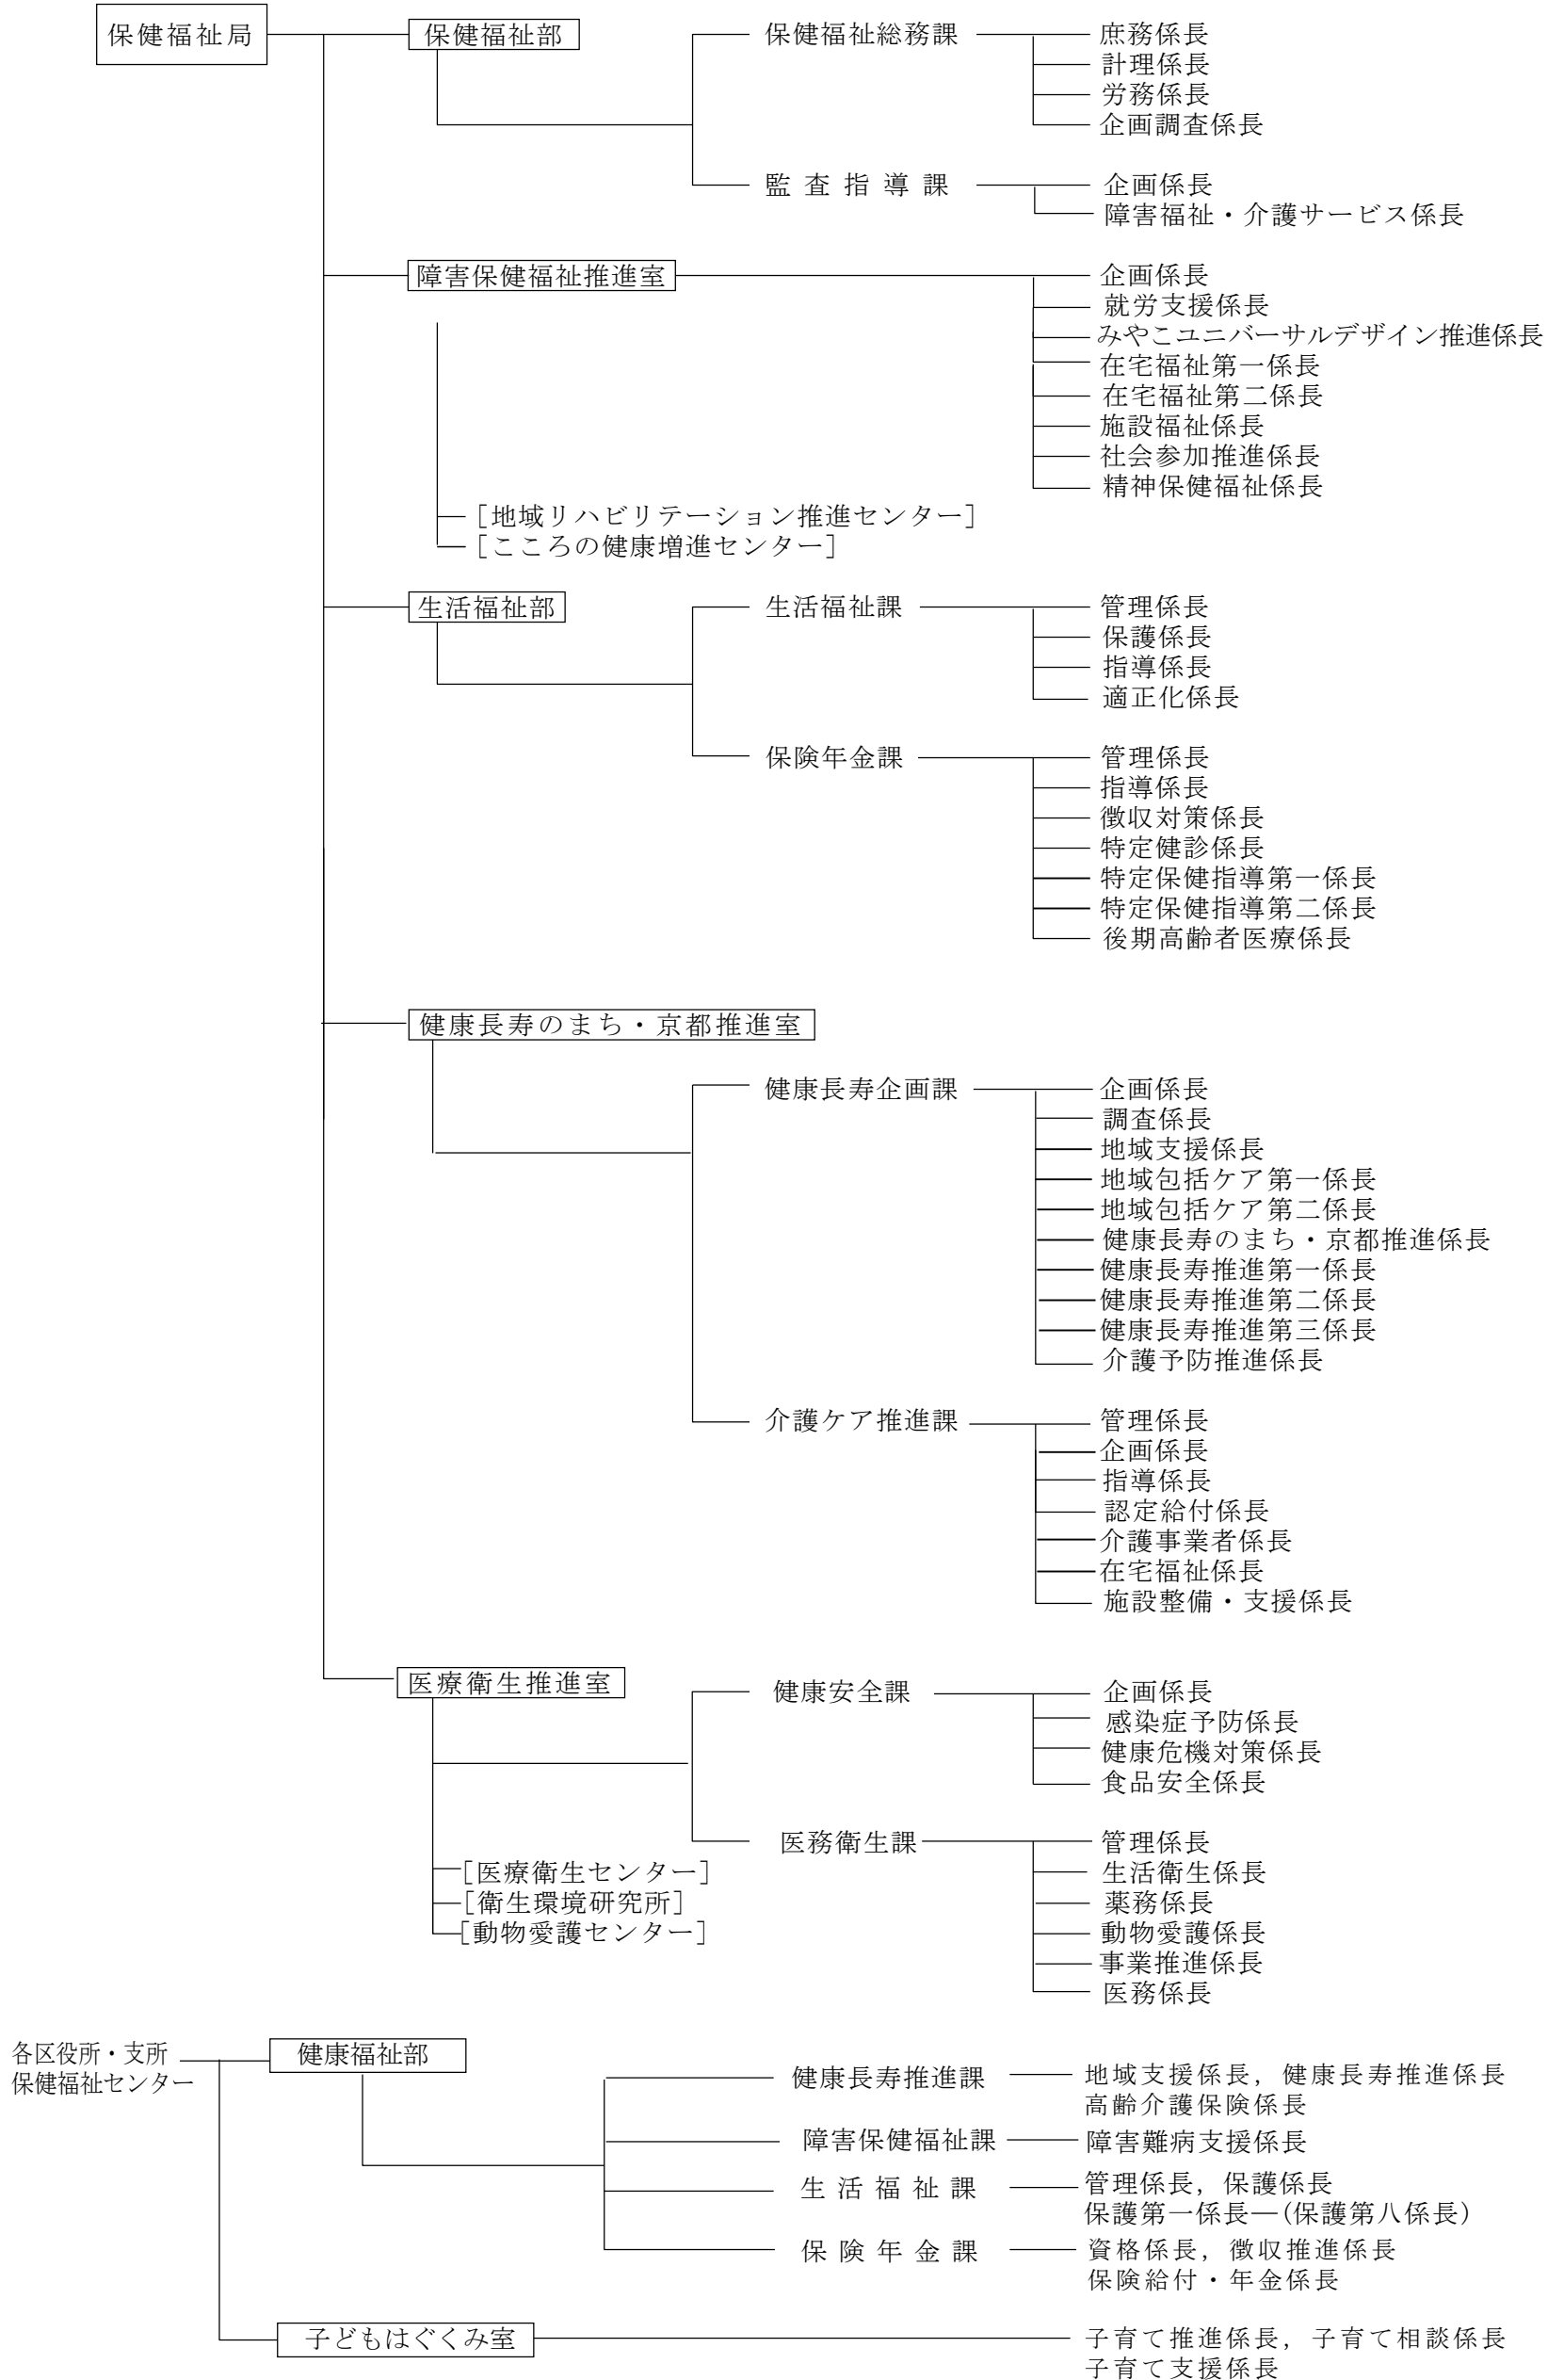 保健福祉局
保健福祉部
保健福祉総務課
庶務係長
計理係長
労務係長
企画調査係長
監査指導課
企画係長
障害福祉・介護サービス係長
障害保健福祉推進室
企画係長
就労支援係長
みやこユニバーサルデザイン推進係長
在宅福祉第一係長
在宅福祉第二係長
施設福祉係長
社会参加推進係長
精神保健福祉係長
[地域リハビリテーション推進センター]
[こころの健康増進センター]
生活福祉部
生活福祉課
管理係長
保護係長
指導係長
適正化係長
保険年金課
管理係長
指導係長
徴収対策係長
特定健診係長
特定保健指導第一係長
特定保健指導第二係長
後期高齢者医療係長
健康長寿のまち・京都推進室
健康長寿企画課
企画係長
調査係長
地域支援係長
地域包括ケア第一係長
地域包括ケア第二係長
健康長寿のまち・京都推進係長
健康長寿推進第一係長
健康長寿推進第二係長
健康長寿推進第三係長
介護予防推進係長
介護ケア推進課
管理係長
企画係長
指導係長
認定給付係長
介護事業者係長
在宅福祉係長
施設整備・支援係長
医療衛生推進室
健康安全課
企画係長
感染症予防係長
健康危機対策係長
食品安全係長
医務衛生課
管理係長
生活衛生係長
薬務係長
動物愛護係長
事業推進係長
医務係長
[医療衛生センター]
[衛生環境研究所]
[動物愛護センター]
各区役所・支所
保健福祉センター
健康福祉部
健康長寿推進課
地域支援係長，健康長寿推進係長
高齢介護保険係長
障害保健福祉課
障害難病支援係長
生活福祉課
管理係長，保護係長
保護第一係長―(保護第八係長)
保険年金課
資格係長，徴収推進係長
保険給付・年金係長
子どもはぐくみ室
子育て推進係長，子育て相談係長
子育て支援係長